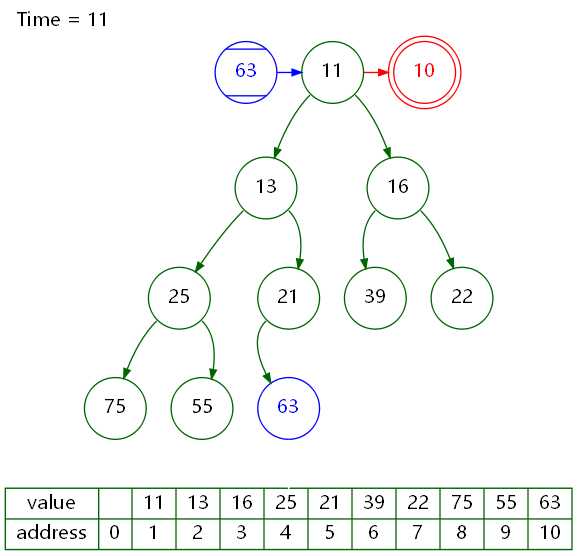 Time = 11
63 11 10
13 16
25 21 39 22
75 55 63
value 11 13 16 25 21 39 22 75 55 63
address 0 1 2 3 4 5 6 7 8 9 10